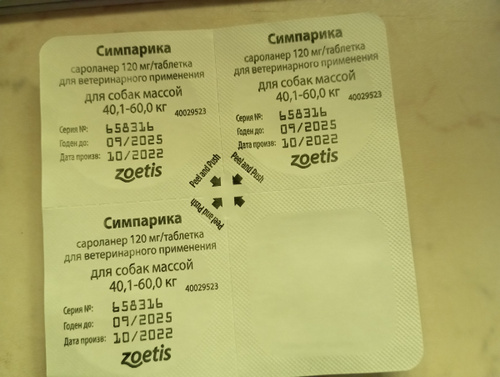 Симпарика
сароланер 120 мг/таблетка
для ветеринарного применения
для собак массой
40,1-60,0 кг
40029523
Серия №: 658316
Годен до: 09/2025
Дата произв: 10/2022
zoetis
Симпарика
сароланер 120 мг/таблетка
для ветеринарного применения
для собак массой
40,1-60,0 кг
40029523
Серия №: 658316
Годен до: 09/2025
Дата произв: 10/2022
zoetis
Peel and Push
Peel and Push
Peel and Push
Симпарика
сароланер 120 мг/таблетка
для ветеринарного применения
для собак массой
40,1-60,0 кг
40029523
Серия №: 658316
Годен до: 09/2025
Дата произв: 10/2022
zoetis